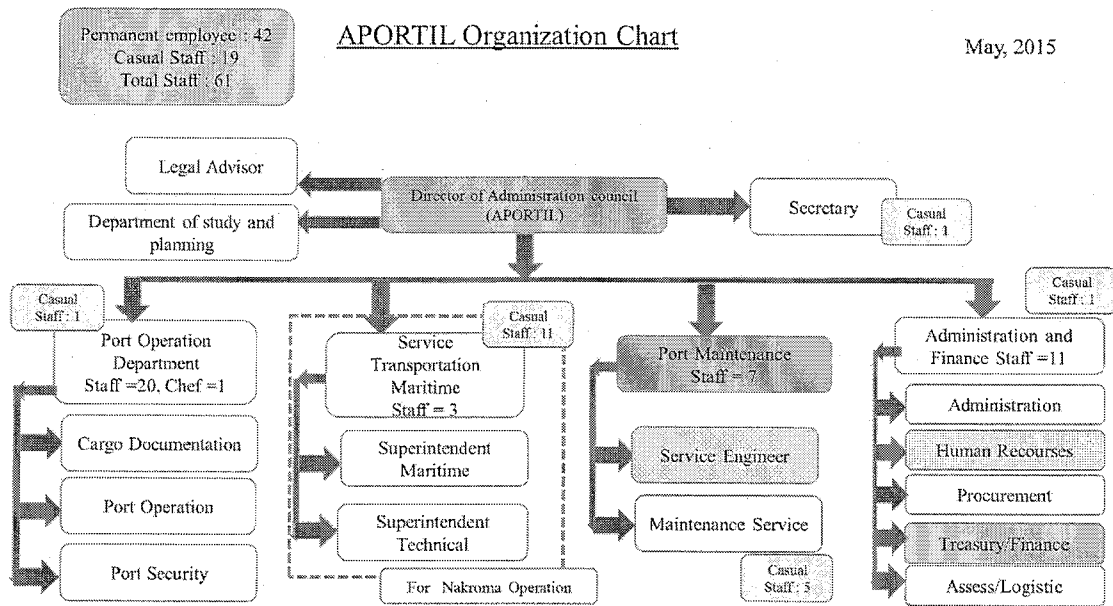 Permanent employee : 42
Casual Staff : 19
Total Staff : 61
APORTIL Organization Chart
May, 2015
Legal Advisor
Department of study and
planning
Director of Administration council
(APORTIL)
Secretary
Casual
Staff : 1
Casual
Staff : 1
Port Operation
Department
Staff =20, Chef =1
Cargo Documentation
Port Operation
Port Security
Casual
Staff : 11
Service
Transportation
Maritime
Staff = 3
Superintendent
Maritime
Superintendent
Technical
For Nakroma Operation
Port Maintenance
Staff = 7
Service Engineer
Maintenance Service
Casual
Staff : 5
Casual
Staff : 1
Administration and
Finance Staff =11
Administration
Human Recourses
Procurement
Treasury/Finance
Assess/Logistic